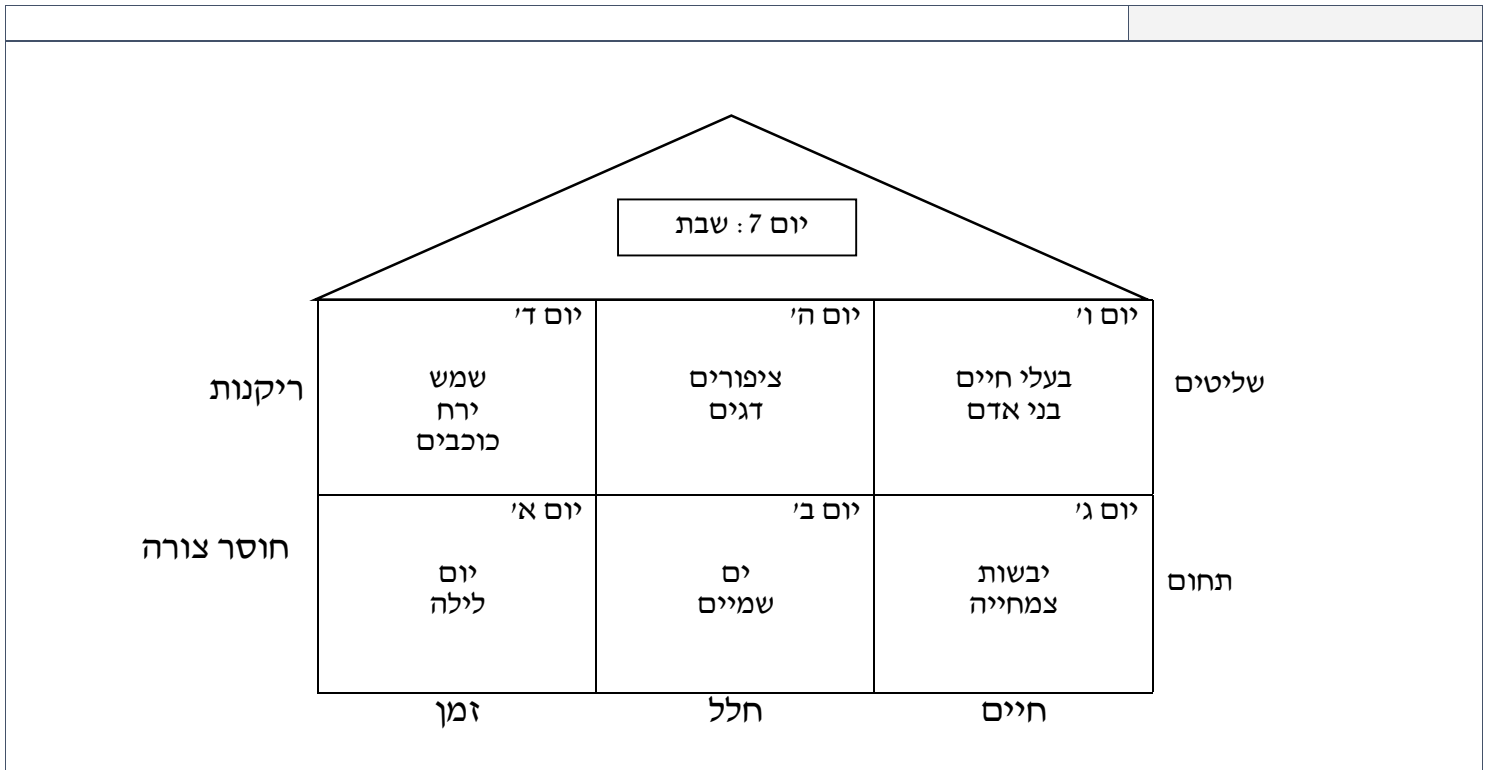 יום 7: שבת
יום ו׳
בעלי חיים
בני אדם
יום ה׳
ציפורים
דגים
יום ד׳
שמש
ירח
כוכבים
שליטים
ריקנות
יום ג׳
יבשות
צמחייה
יום ב׳
ים
שמיים
יום א׳
יום
לילה
תחום
חוסר צורה
חיים
חלל
זמן